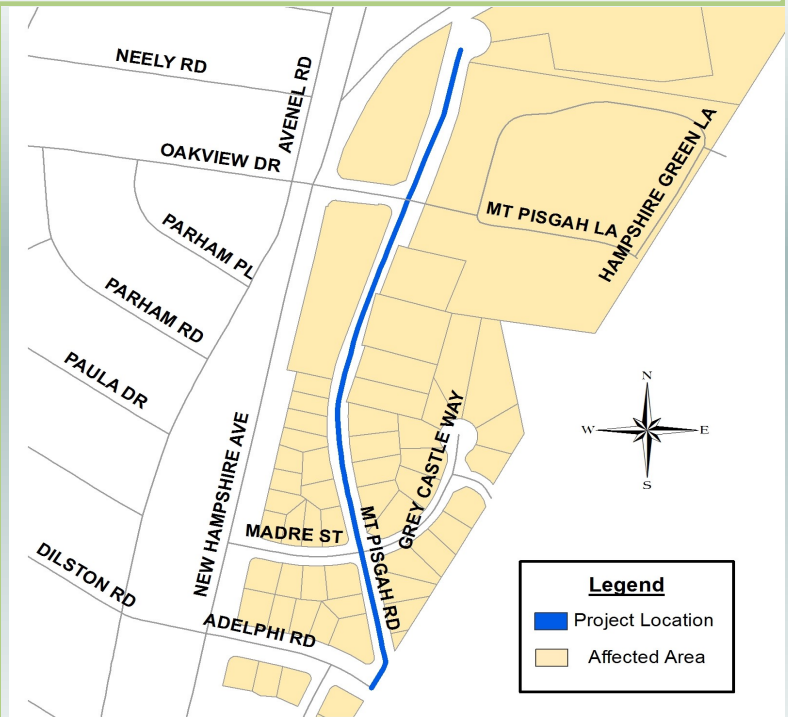 NEELY RD
AVENEL RD
OAKVIEW DR
HAMPSHIRE GREEN LA
MT PISGAH LA
PARHAM PL
PARHAM RD
PAULA DR
N
W
E
S
NEW HAMPSHIRE AVE
GREY CASTLE WAY
MADRE ST
MT PISGAH RD
DILSTON RD
ADELPHI RD
Legend
Project Location
Affected Area